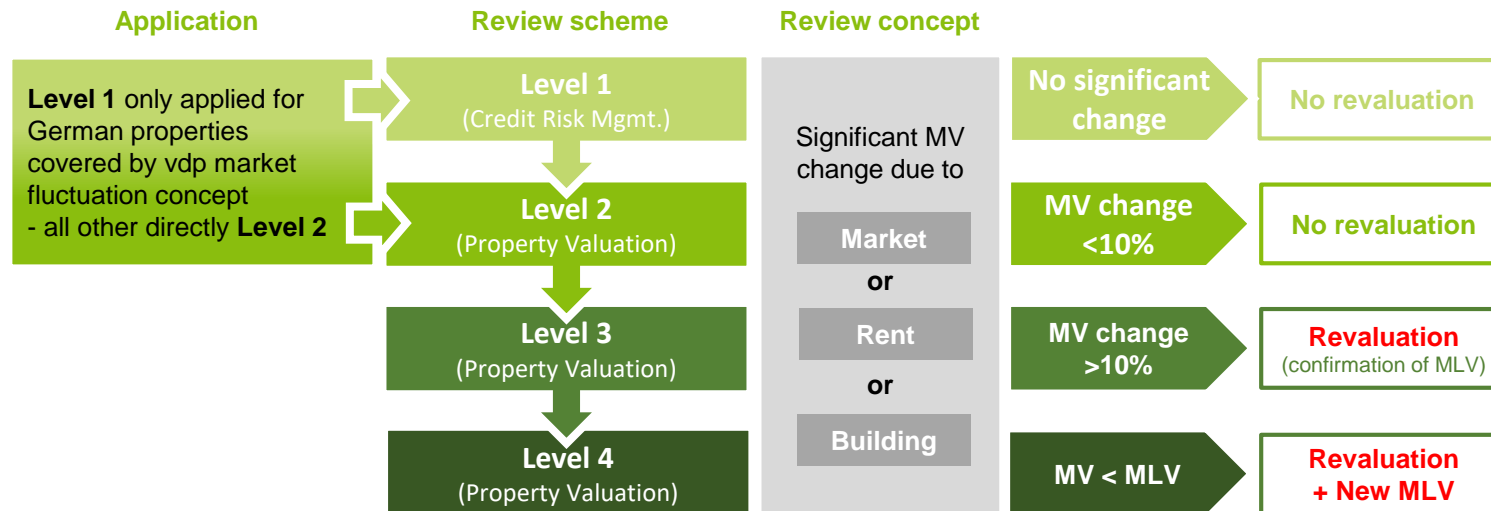 Application
Review scheme
Review concept
Level 1 only applied for
German properties
covered by vdp market
fluctuation concept
- all other directly Level 2
Level 1
(Credit Risk Mgmt.)
Level 2
(Property Valuation)
Level 3
(Property Valuation)
Level 4
(Property Valuation)
Significant MV
change due to
Market
or
Rent
or
Building
No significant
change
No revaluation
MV change
<10%
No revaluation
MV change
>10%
Revaluation
(confirmation of MLV)
MV < MLV
Revaluation
+ New MLV